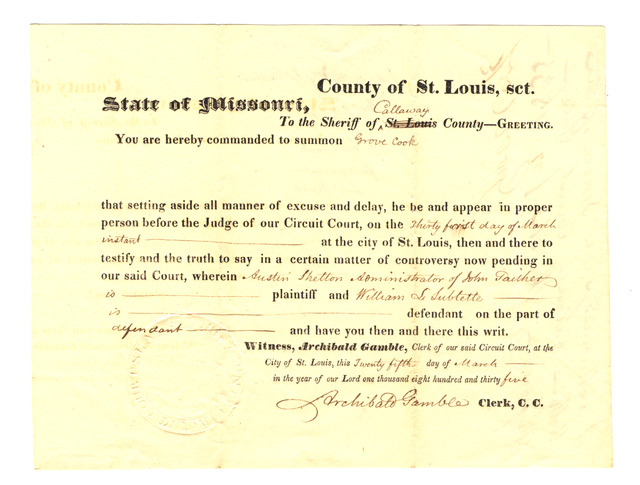 County of St. Louis, sct.
State of Missouri,
Callaway
To the Sheriff of ^ St. Louis County—GREETING.
You are hereby commanded to summon Grove Cook
that setting aside all manner of excuse and delay, he be and appear in proper
person before the Judge of our Circuit Court, on the Thirty first day of March
instant at the city of St. Louis, then and there to
testify and the truth to say in a certain matter of controversy now pending in
our said Court, wherein Austin Shelton Administrator of John
is plaintiff and William L Sublette
is defendant on the part of
defendant and have you then and there this writ.
Witness, Archibald Gamble, Clerk of our said Circuit Court, at the
City of St. Louis, this Twenty fifth day of March
in the year of our Lord one thousand eight hundred and thirty five
Archibald Gamble Clerk, C. C.